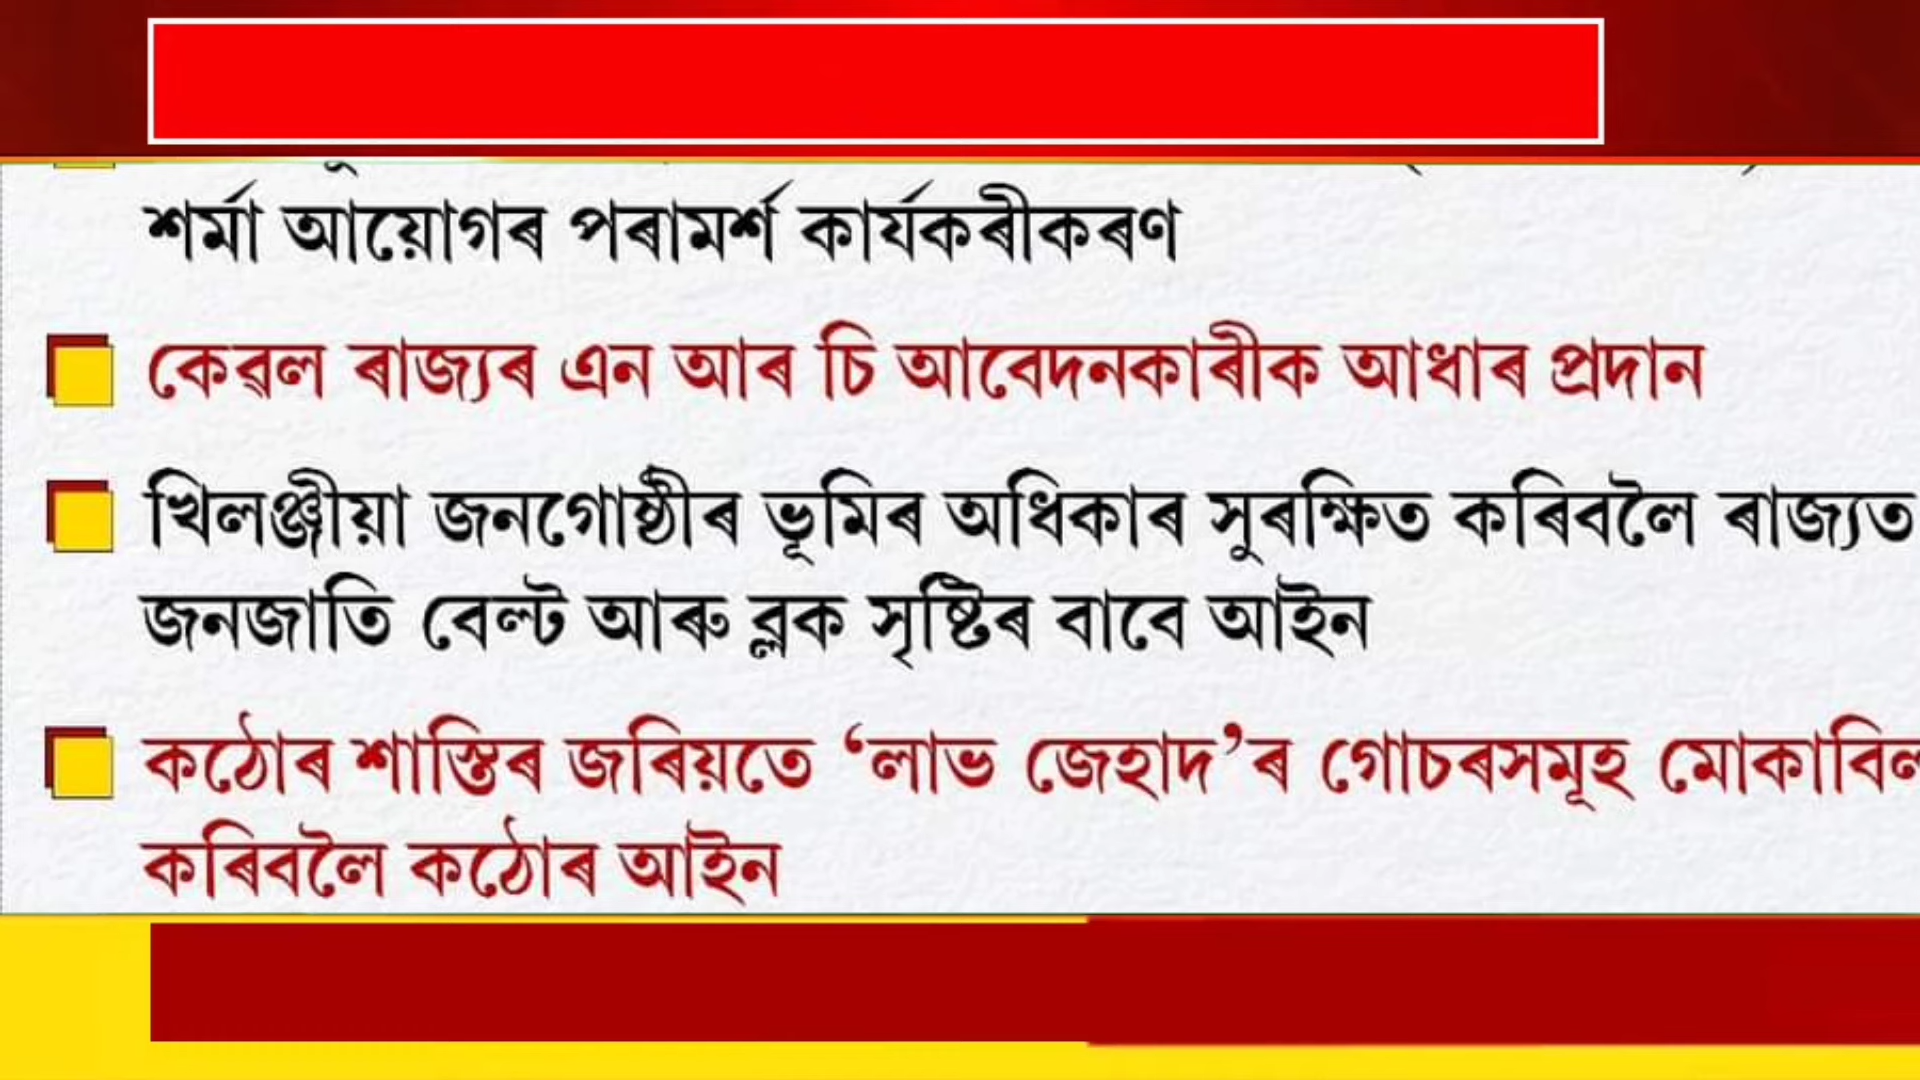 শৰ্মা আয়োগৰ পৰামৰ্শ কাৰ্যকৰীকৰণ
কেৱল ৰাজ্যৰ এন আৰ চি আবেদনকাৰীক আধাৰ প্ৰদান
খিলঞ্জীয়া জনগোষ্ঠীৰ ভূমিৰ অধিকাৰ সুৰক্ষিত কৰিবলৈ ৰাজ্যত
জনজাতি বেল্ট আৰু ব্লক সৃষ্টিৰ বাবে আইন
কঠোৰ শাস্তিৰ জৰিয়তে ‘লাভ জেহাদ’ৰ গোচৰসমূহ
কৰিবলৈ কঠোৰ আইন